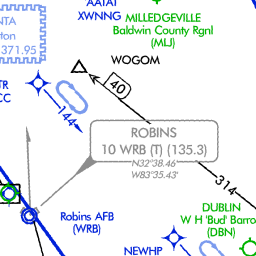 NTA
ton
371.95
AATAT
XWNNG
MILLEDGEVILLE
Baldwin County Rgnl
(MLJ)
WOGOM
TR
CC
40
144
ROBINS
10 WRB (T) (135.3)
N32°38.46
W83°35.43'
314
Robins AFB
(WRB)
DUBLIN
W H 'Bud' Barro
(DBN)
NEWHP